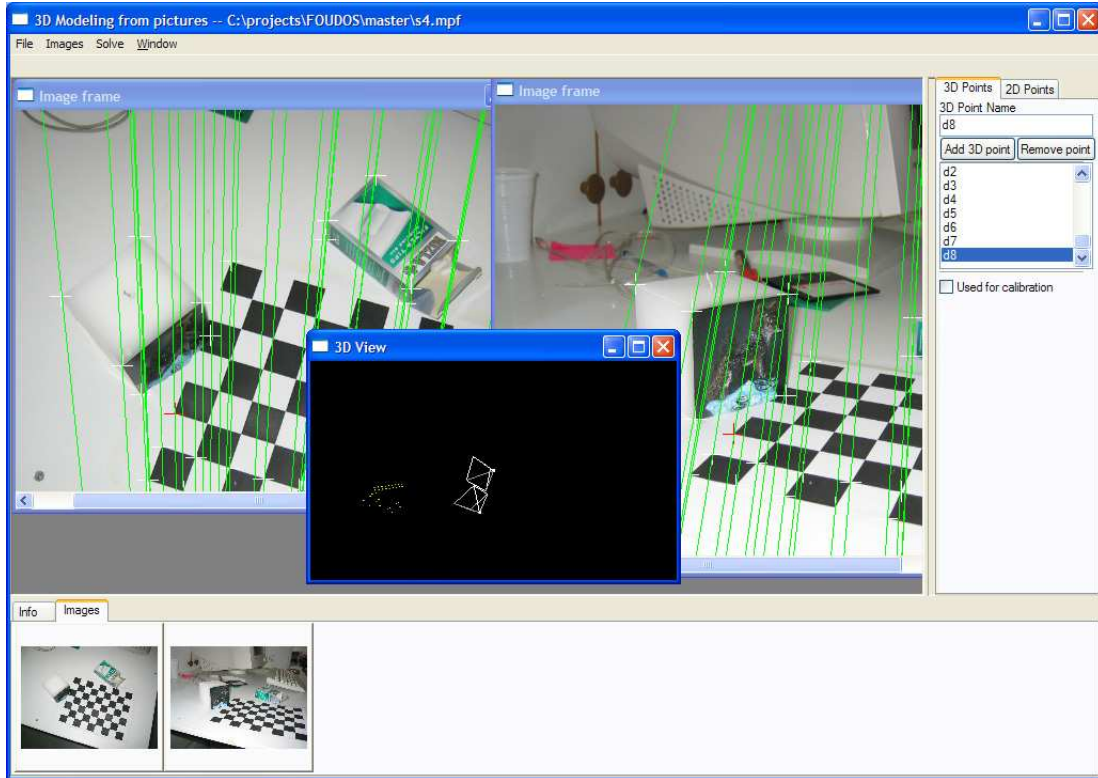 3D Modeling from pictures -- C:\projects\FOUDOS\master\s4.mpf
File Images Solve Window
Image frame
Image frame
3D Points 2D Points
3D Point Name
d8
Add 3D point Remove point
d2
d3
d4
d5
d6
d7
d8
Used for calibration
3D View
Info Images